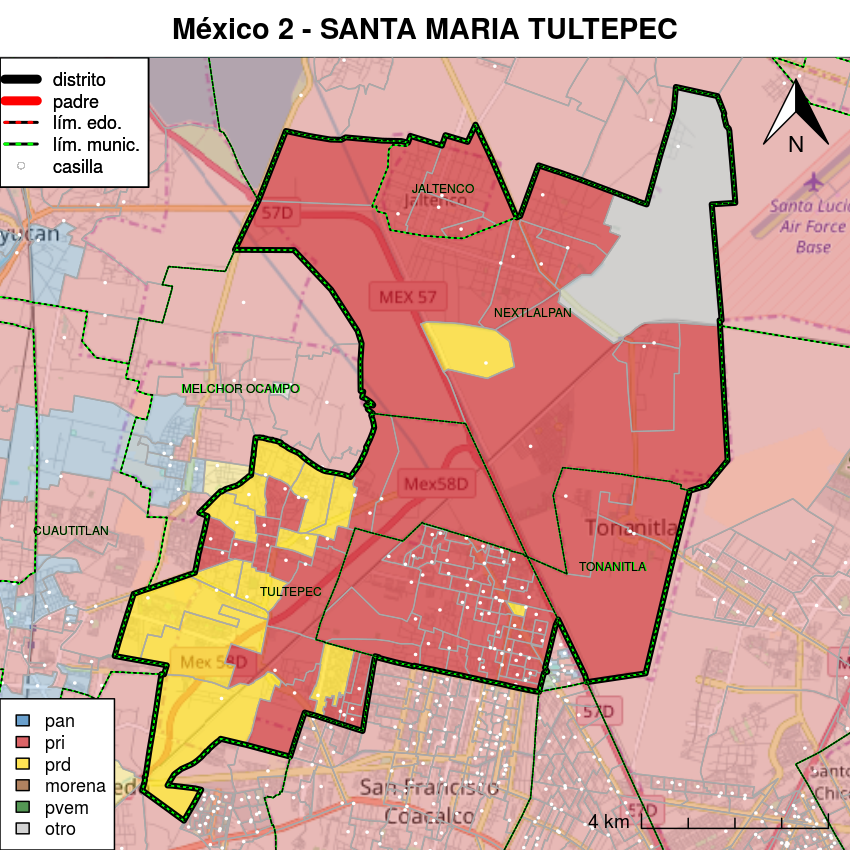 México 2 - SANTA MARIA TULTEPEC
distrito
padre
lím. edo.
lím. munic.
casilla
N
JALTENCO
Jaltenco
57D
Santa Lucia
Air Force
Base
yucan
MEX 57
NEXTLALPAN
MELCHOR OCAMPO
Mex58D
CUAUTITLAN
Tonanitla
TONANITLA
TULTEPEC
Mex 58D
57D
pan
pri
prd
morena
pvem
otro
San Francisco
Coacalco
57D
4 km